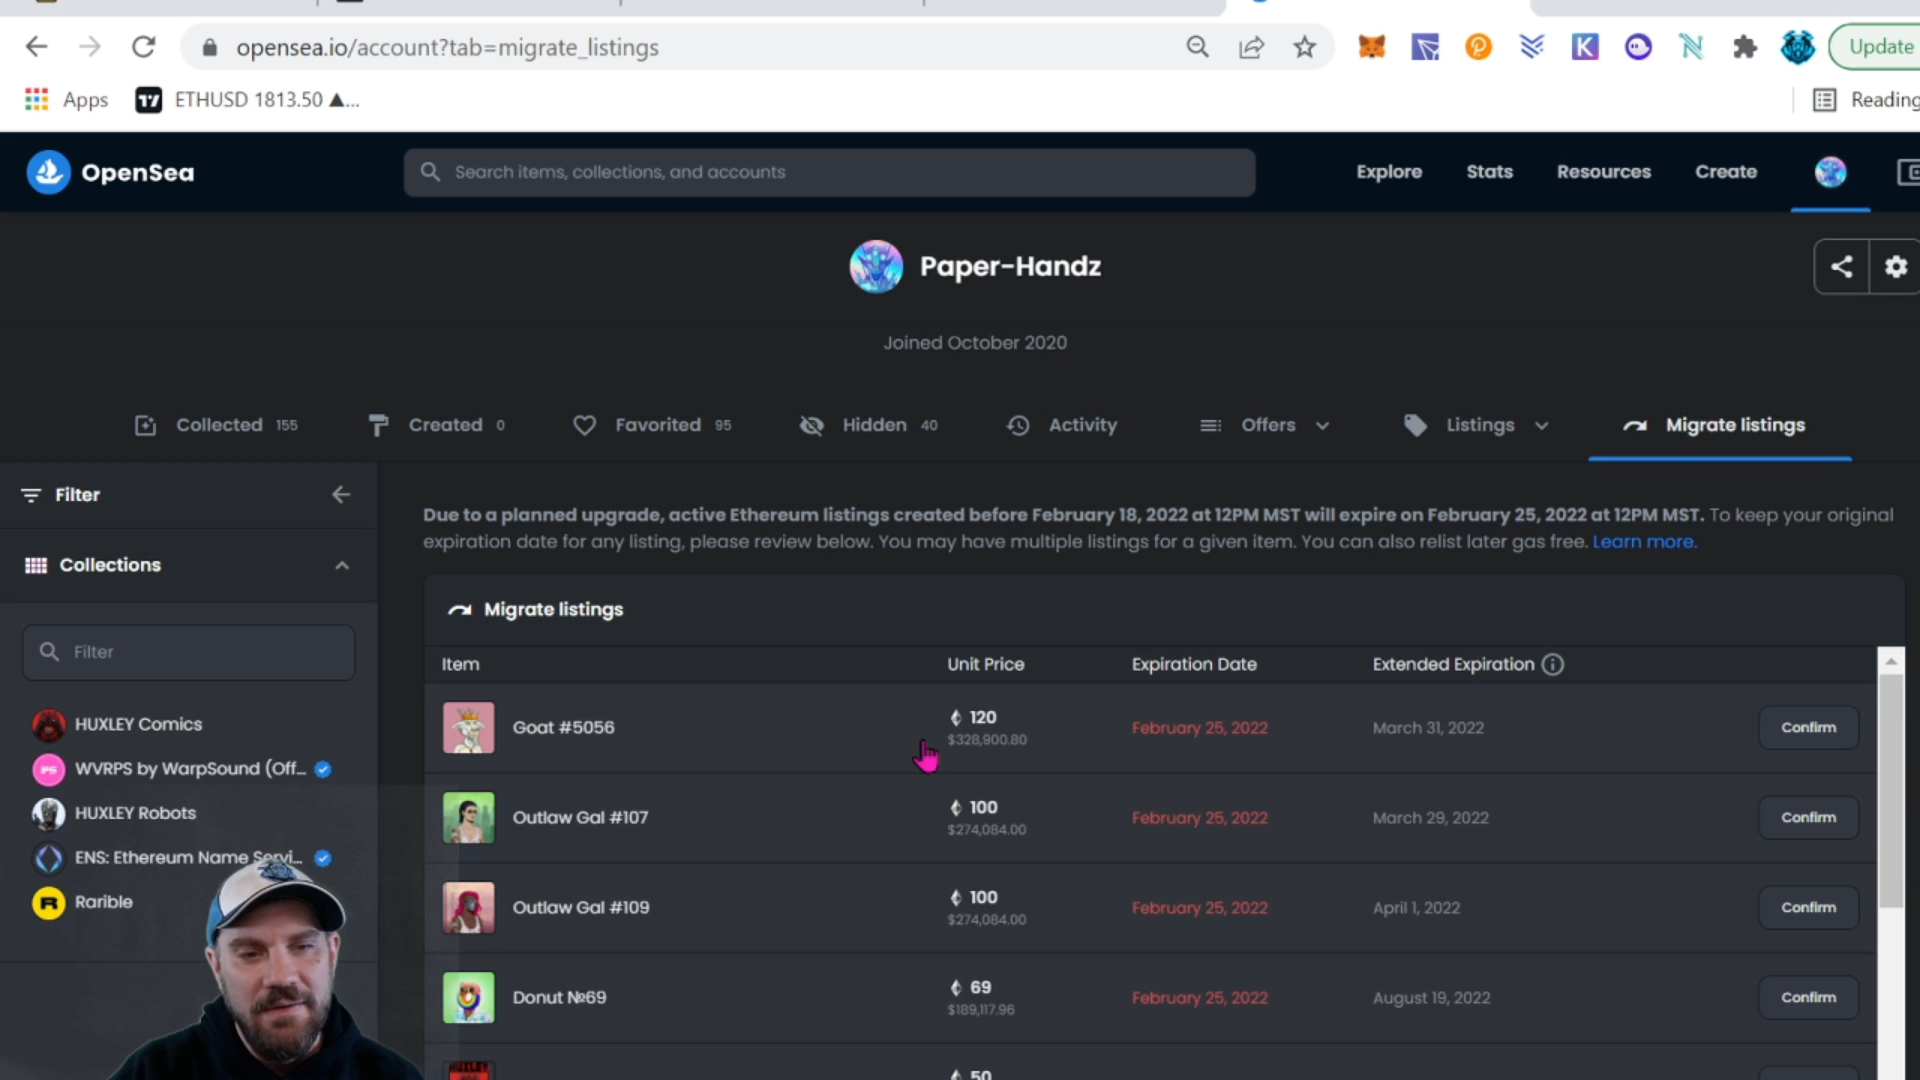 opensea.io/account?tab=migrate_listings
Update
Apps
ETHUSD 1813.50 ▲...
Reading
OpenSea
Search items, collections, and accounts
Explore
Stats
Resources
Create
Paper-Handz
Joined October 2020
Collected 155
Created 0
Favorited 95
Hidden 40
Activity
Offers
Listings
Migrate listings
Filter
Due to a planned upgrade, active Ethereum listings created before February 18, 2022 at 12PM MST will expire on February 25, 2022 at 12PM MST. To keep your original
expiration date for any listing, please review below. You may have multiple listings for a given item. You can also relist later gas free. Learn more.
Collections
Filter
HUXLEY Comics
WVRPS by WarpSound (Off...
HUXLEY Robots
ENS: Ethereum Name Servi...
Rarible
Migrate listings
Item Unit Price Expiration Date Extended Expiration
Goat #5056 120 February 25, 2022 March 31, 2022 Confirm
$328,900.80
Outlaw Gal #107 100 February 25, 2022 March 29, 2022 Confirm
$274,084.00
Outlaw Gal #109 100 February 25, 2022 April 1, 2022 Confirm
$274,084.00
Donut №69 69 February 25, 2022 August 19, 2022 Confirm
$189,117.96
HUXLEY
50